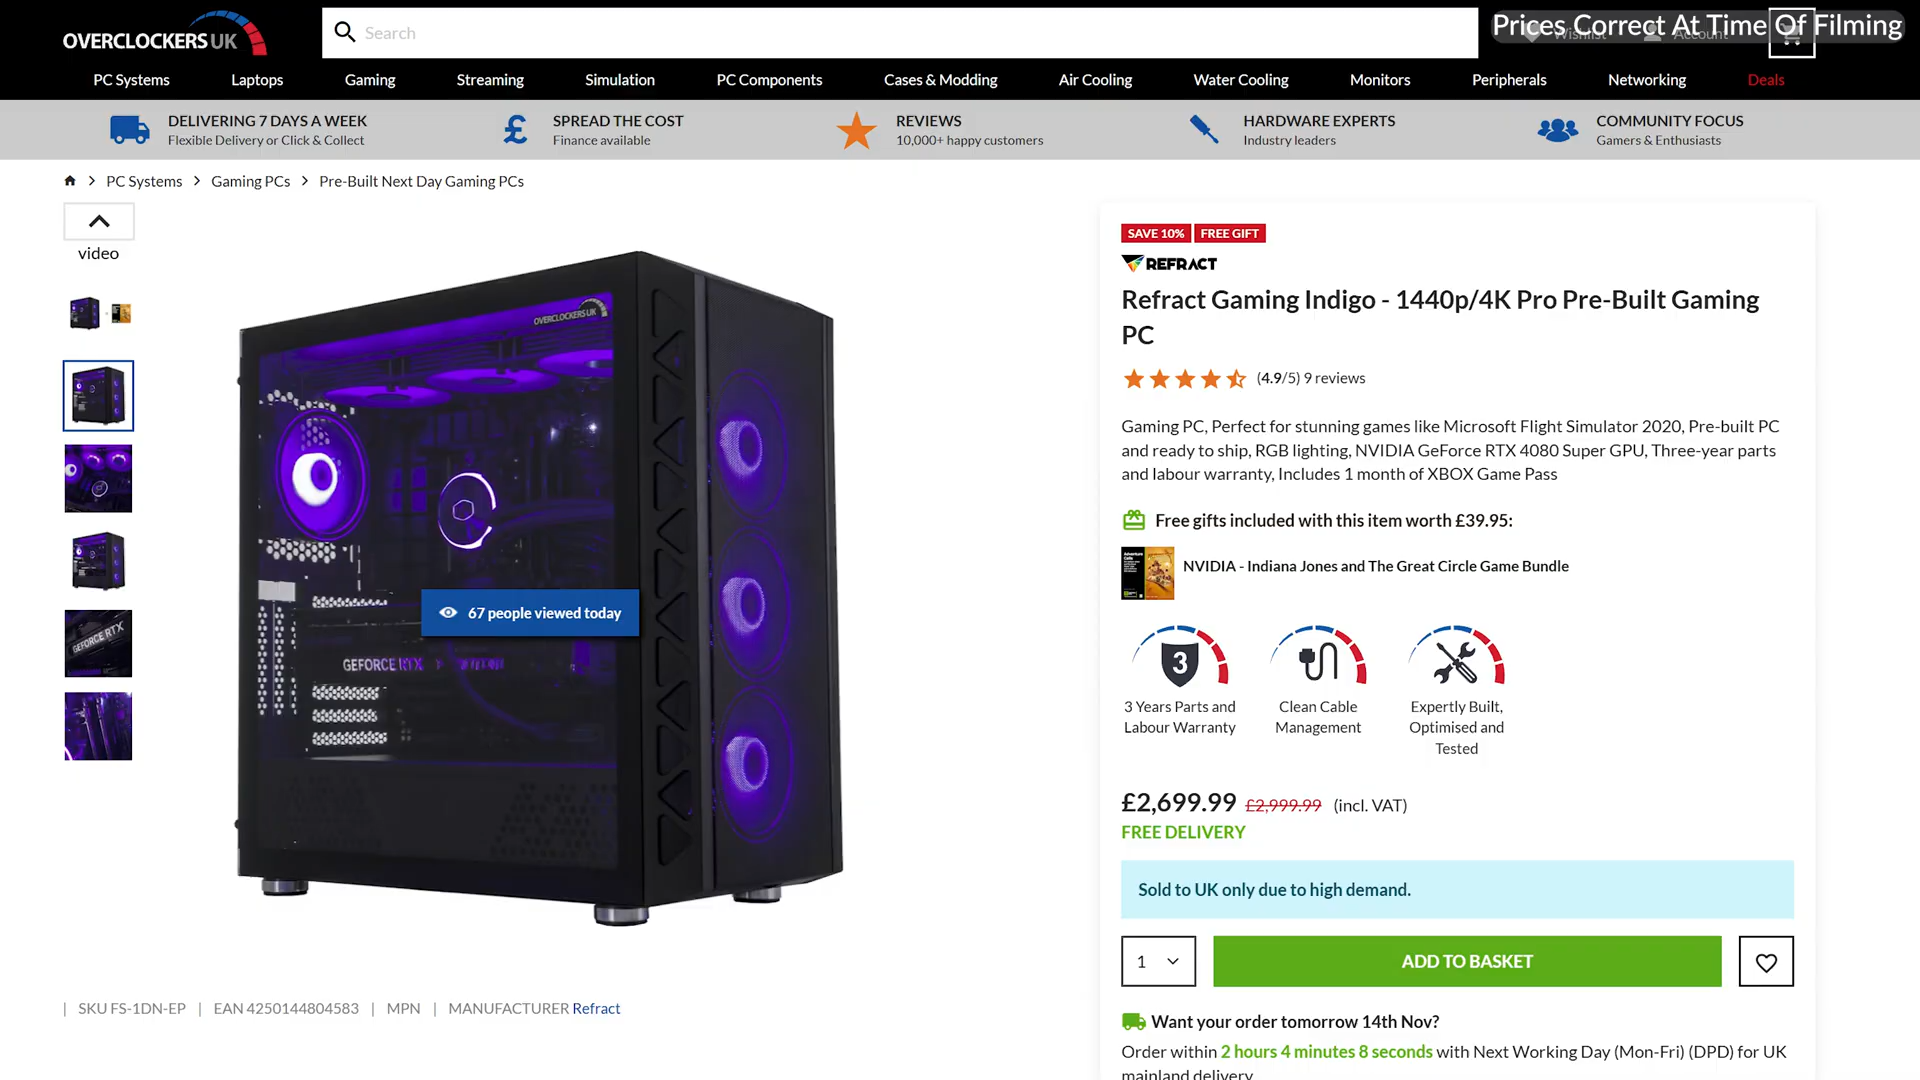 OVERCLOCKERS UK
Search
Prices Correct At Time Of Filming
Wishlist
Account
PC Systems
Laptops
Gaming
Streaming
Simulation
PC Components
Cases & Modding
Air Cooling
Water Cooling
Monitors
Peripherals
Networking
Deals
DELIVERING 7 DAYS A WEEK
Flexible Delivery or Click & Collect
SPREAD THE COST
Finance available
REVIEWS
10,000+ happy customers
HARDWARE EXPERTS
Industry leaders
COMMUNITY FOCUS
Gamers & Enthusiasts
PC Systems
Gaming PCs
Pre-Built Next Day Gaming PCs
video
OVERCLOCKERS UK
67 people viewed today
GEFORCE RTX
GEFORCE RTX
SAVE 10%
FREE GIFT
REFRACT
Refract Gaming Indigo - 1440p/4K Pro Pre-Built Gaming
PC
(4.9/5) 9 reviews
Gaming PC, Perfect for stunning games like Microsoft Flight Simulator 2020, Pre-built PC
and ready to ship, RGB lighting, NVIDIA GeForce RTX 4080 Super GPU, Three-year parts
and labour warranty, Includes 1 month of XBOX Game Pass
Free gifts included with this item worth £39.95:
NVIDIA - Indiana Jones and The Great Circle Game Bundle
3
3 Years Parts and
Labour Warranty
Clean Cable
Management
Expertly Built,
Optimised and
Tested
£2,699.99 £2,999.99 (incl. VAT)
FREE DELIVERY
Sold to UK only due to high demand.
1
ADD TO BASKET
| SKU FS-1DN-EP | EAN 4250144804583 | MPN | MANUFACTURER Refract
Want your order tomorrow 14th Nov?
Order within 2 hours 4 minutes 8 seconds with Next Working Day (Mon-Fri) (DPD) for UK
mainland delivery